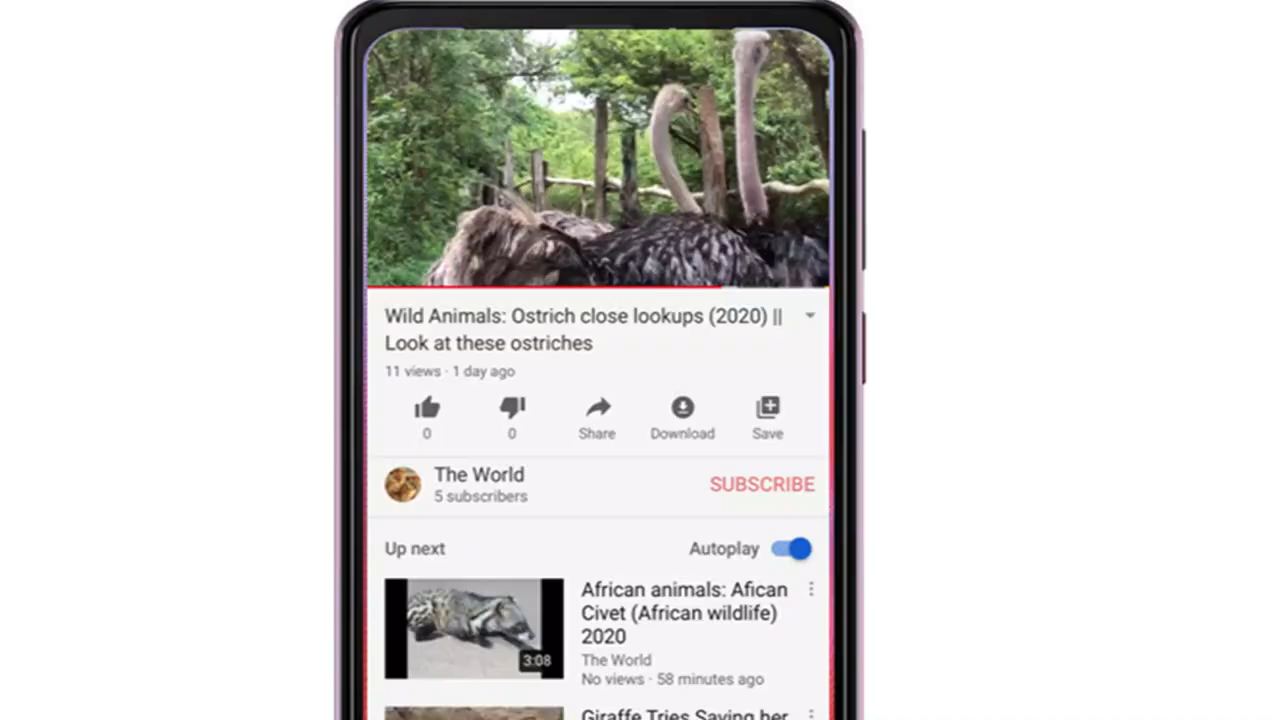 Wild Animals: Ostrich close lookups (2020) ||
Look at these ostriches
11 views · 1 day ago
0
0
Share
Download
Save
The World
5 subscribers
SUBSCRIBE
Up next
Autoplay
African animals: Afican
Civet (African wildlife)
2020
3:08
The World
No views · 58 minutes ago
Giraffe Tries Saving her